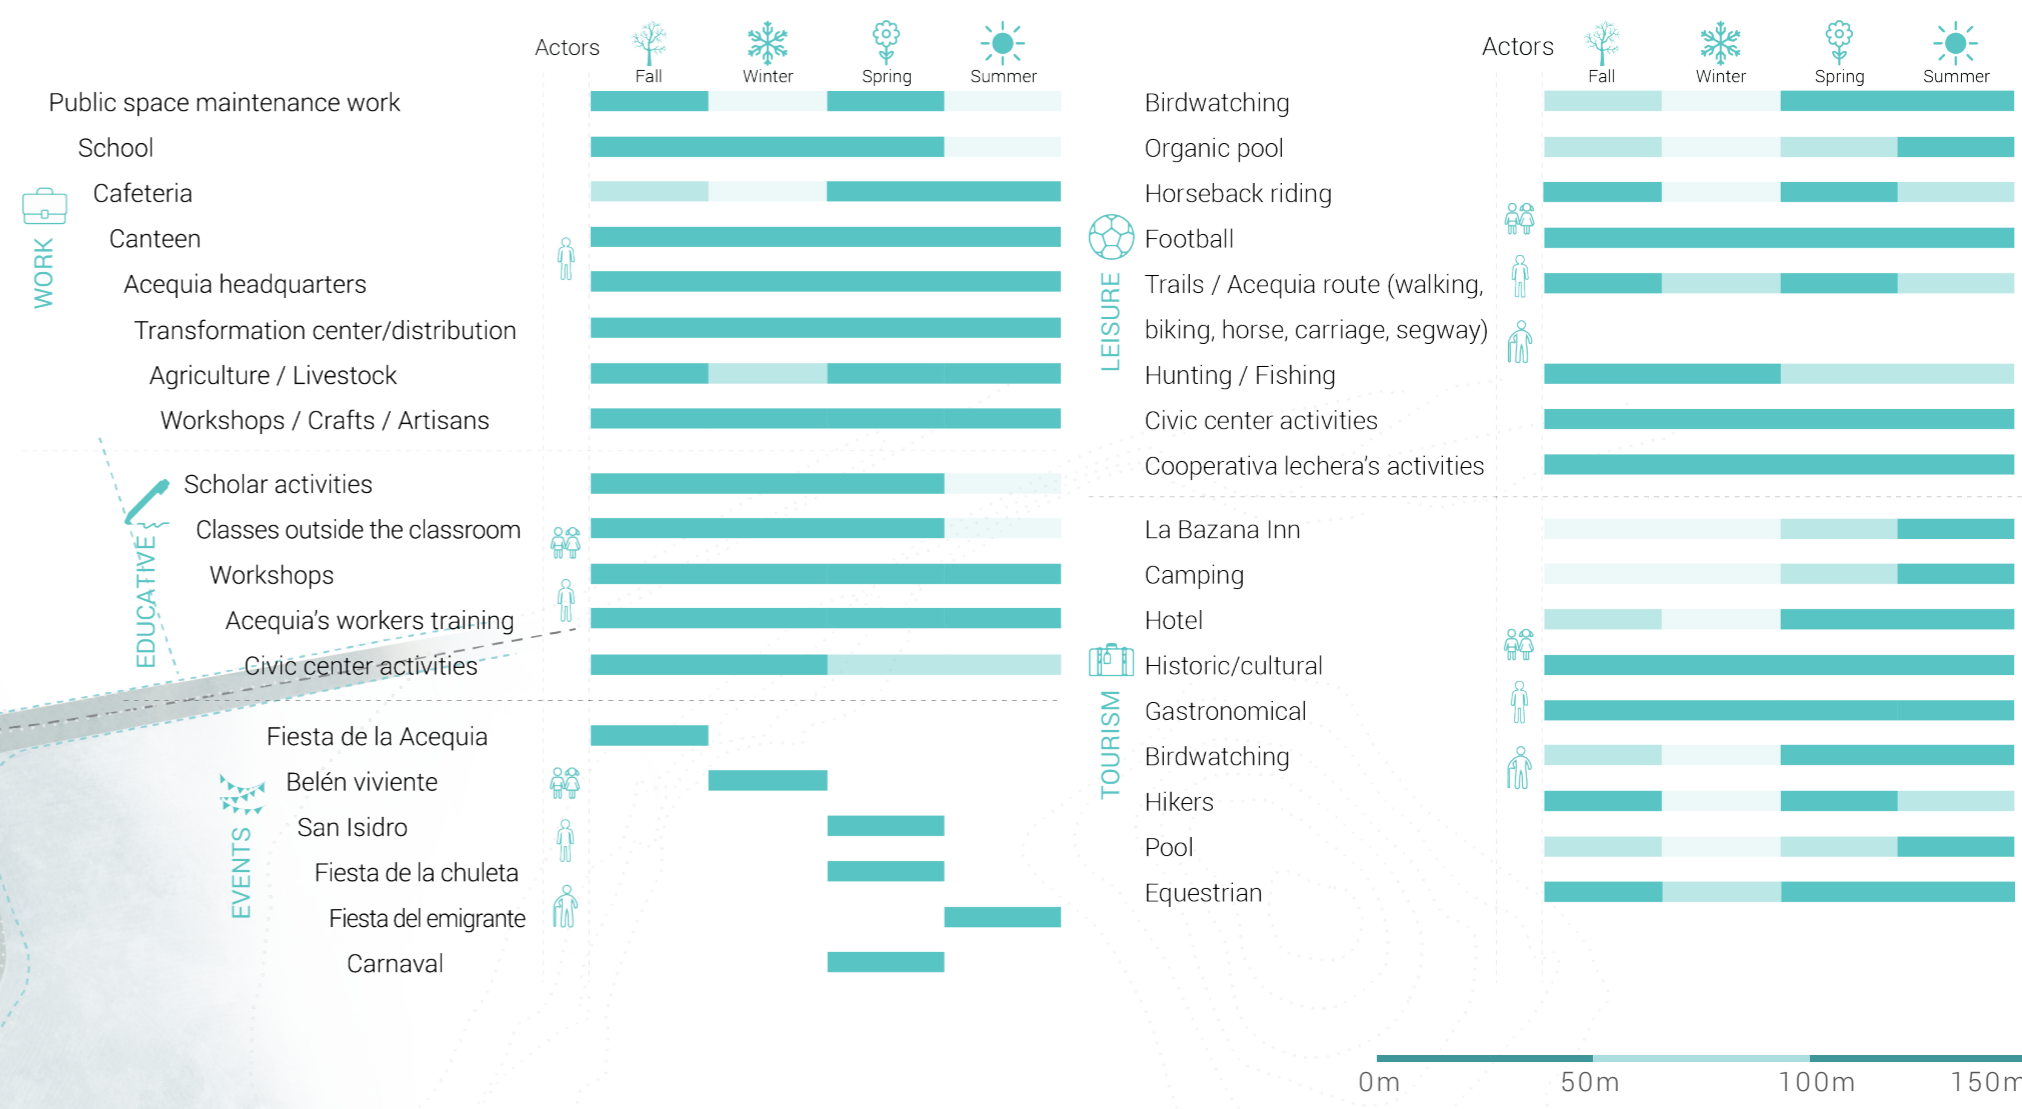 Actors
Fall
Winter
Spring
Summer
WORK
Public space maintenance work
School
Cafeteria
Canteen
Acequia headquarters
Transformation center/distribution
Agriculture / Livestock
Workshops / Crafts / Artisans
EDUCATIVE
Scholar activities
Classes outside the classroom
Workshops
Acequia's workers training
Civic center activities
EVENTS
Fiesta de la Acequia
Belén viviente
San Isidro
Fiesta de la chuleta
Fiesta del emigrante
Carnaval
Actors
Fall
Winter
Spring
Summer
LEISURE
Birdwatching
Organic pool
Horseback riding
Football
Trails / Acequia route (walking,
biking, horse, carriage, segway)
Hunting / Fishing
Civic center activities
Cooperativa lechera's activities
TOURISM
La Bazana Inn
Camping
Hotel
Historic/cultural
Gastronomical
Birdwatching
Hikers
Pool
Equestrian
0m
50m
100m
150m